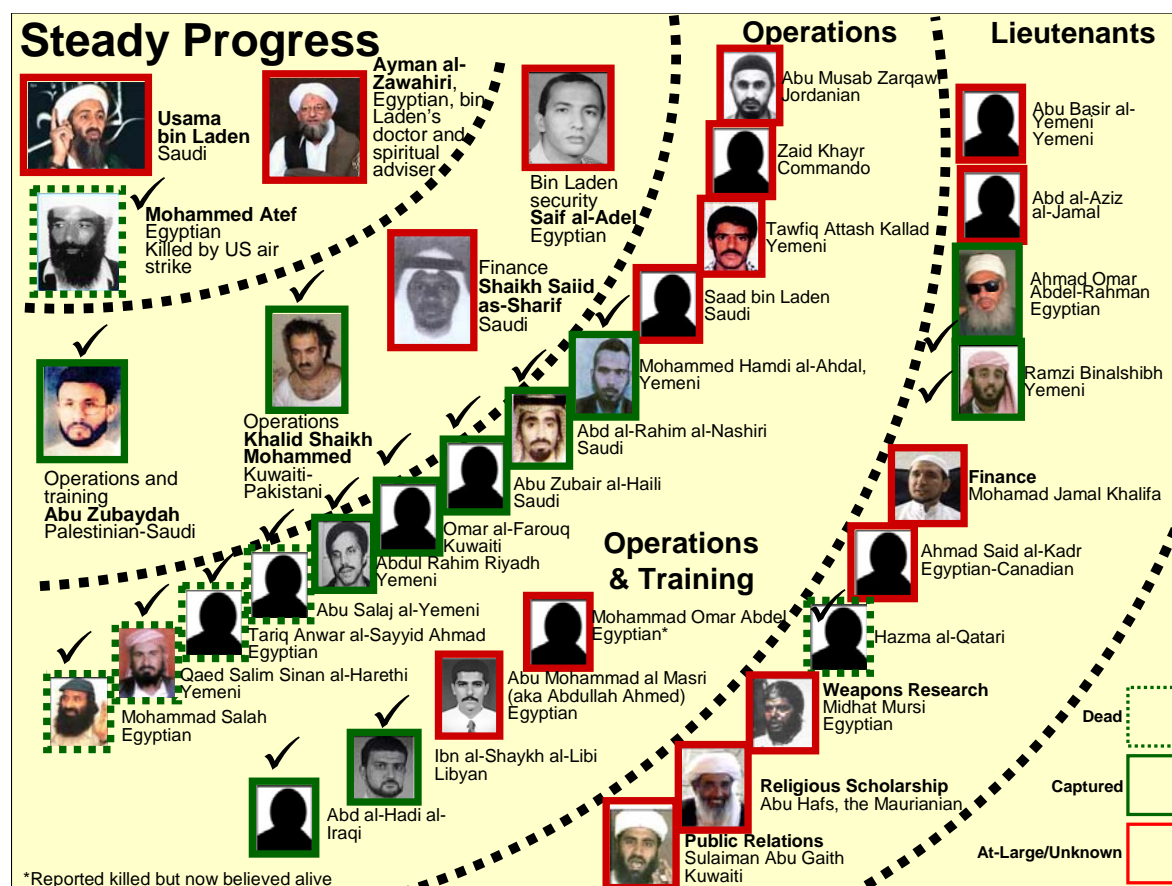 Steady Progress
Usama
bin Laden
Saudi
Ayman al-
Zawahiri,
Egyptian, bin
Laden's
doctor and
spiritual
adviser
Mohammed Atef
Egyptian
Killed by US air
strike
Bin Laden
security
Saif al-Adel
Egyptian
Finance
Shaikh Saiid
as-Sharif
Saudi
Operations
and training
Abu Zubaydah
Palestinian-Saudi
Operations
Khalid Shaikh
Mohammed
Kuwaiti-
Pakistani
Operations
Abu Musab Zarqawi
Jordanian
Zaid Khayr
Commando
Tawfiq Attash Kallad
Yemeni
Saad bin Laden
Saudi
Mohammed Hamdi al-Ahdal,
Yemeni
Abd al-Rahim al-Nashiri
Saudi
Abu Zubair al-Haili
Saudi
Omar al-Farouq
Kuwaiti
Abdul Rahim Riyadh
Yemeni
Abu Salaj al-Yemeni
Tariq Anwar al-Sayyid Ahmad
Egyptian
Qaed Salim Sinan al-Harethi
Yemeni
Mohammad Salah
Egyptian
Operations
& Training
Mohammad Omar Abdel
Egyptian*
Abu Mohammad al Masri
(aka Abdullah Ahmed)
Egyptian
Ibn al-Shaykh al-Libi
Libyan
Abd al-Hadi al-
Iraqi
Lieutenants
Abu Basir al-
Yemeni
Yemeni
Abd al-Aziz
al-Jamal
Ahmad Omar
Abdel-Rahman
Egyptian
Ramzi Binalshibh
Yemeni
Finance
Mohamad Jamal Khalifa
Ahmad Said al-Kadr
Egyptian-Canadian
Hazma al-Qatari
Weapons Research
Midhat Mursi
Egyptian
Religious Scholarship
Abu Hafs, the Maurianian
Public Relations
Sulaiman Abu Gaith
Kuwaiti
Dead
Captured
At-Large/Unknown
*Reported killed but now believed alive